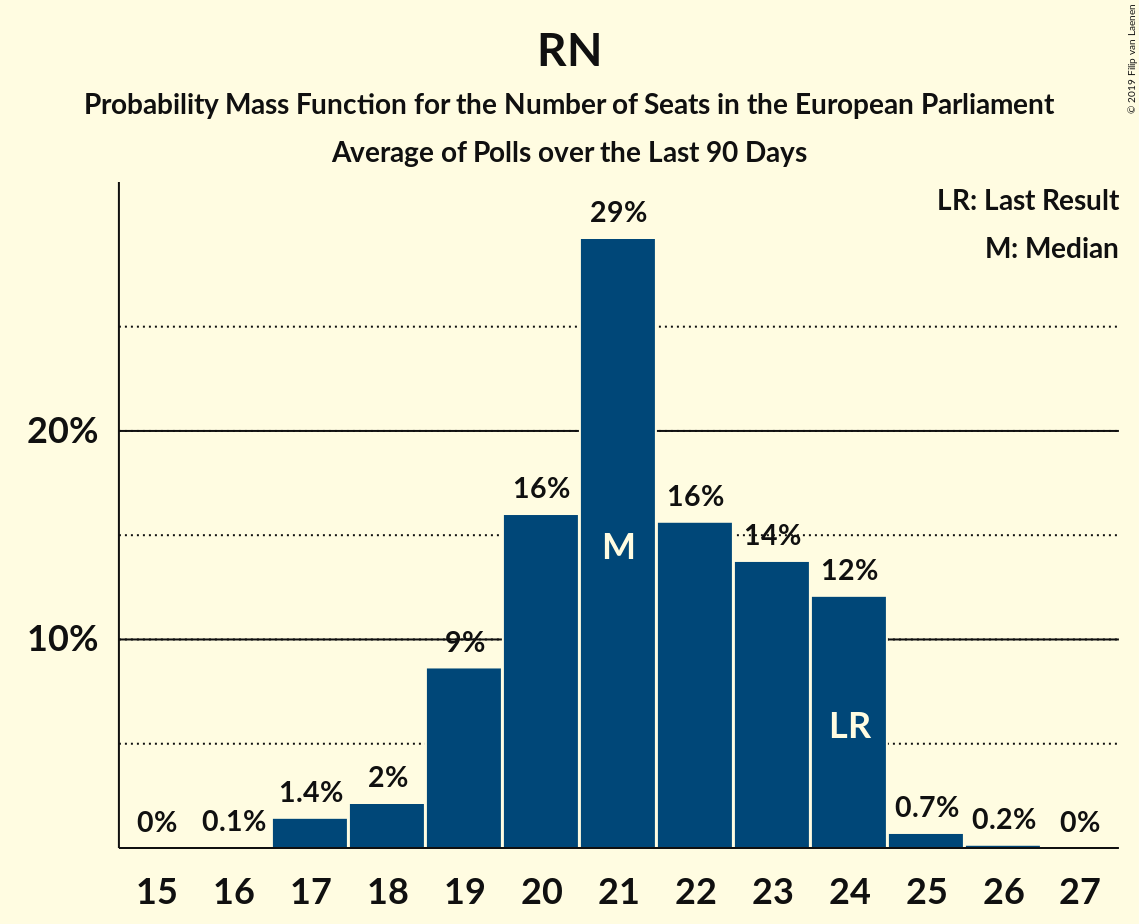 RN
Probability Mass Function for the Number of Seats in the European Parliament
Average of Polls over the Last 90 Days
© 2019 Filip van Laenen
LR: Last Result
M: Median
20%
10%
0% 0.1% 1.4% 2% 9% 16% 29% 16% 14% 12% 0.7% 0.2% 0%
M
LR
15 16 17 18 19 20 21 22 23 24 25 26 27